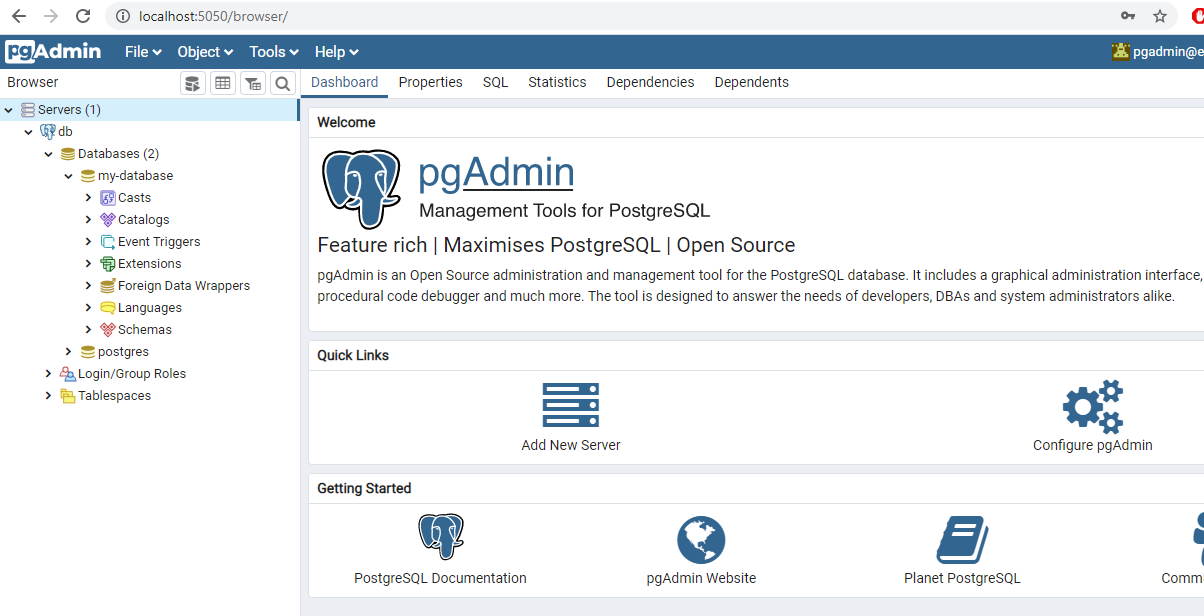 localhost:5050/browser/
pgAdmin File Object Tools Help pgadmin@e
Browser
Dashboard Properties SQL Statistics Dependencies Dependents
Servers (1)
db
Databases (2)
my-database
Casts
Catalogs
Event Triggers
Extensions
Foreign Data Wrappers
Languages
Schemas
postgres
Login/Group Roles
Tablespaces
Welcome
pgAdmin
Management Tools for PostgreSQL
Feature rich | Maximises PostgreSQL | Open Source
pgAdmin is an Open Source administration and management tool for the PostgreSQL database. It includes a graphical administration interface,
procedural code debugger and much more. The tool is designed to answer the needs of developers, DBAs and system administrators alike.
Quick Links
Add New Server
Configure pgAdmin
Getting Started
PostgreSQL Documentation
pgAdmin Website
Planet PostgreSQL
Comm